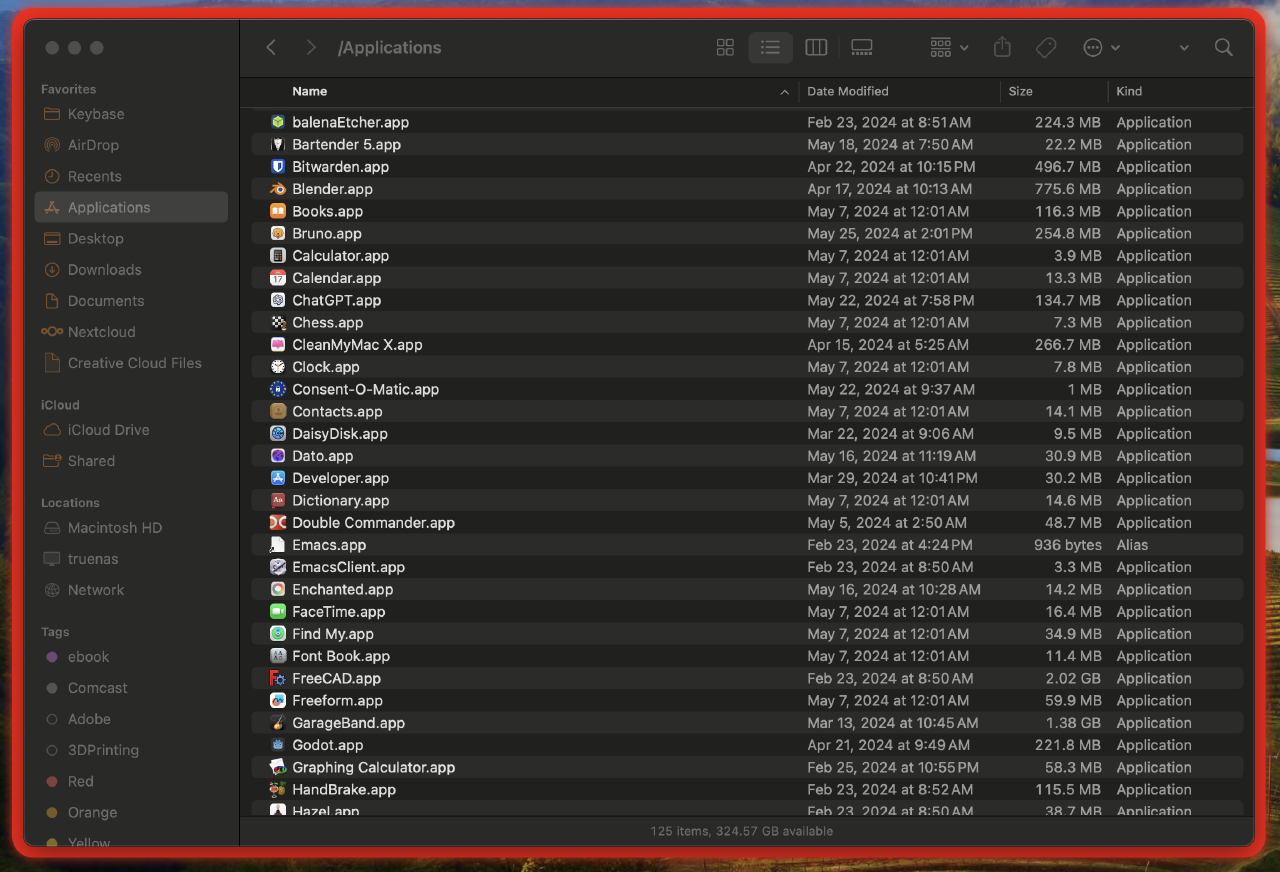 /Applications
Favorites
Keybase
AirDrop
Recents
Applications
Desktop
Downloads
Documents
Nextcloud
Creative Cloud Files
iCloud
iCloud Drive
Shared
Locations
Macintosh HD
truenas
Network
Tags
ebook
Comcast
Adobe
3DPrinting
Red
Orange
Yellow
Name Date Modified Size Kind
balenaEtcher.app Feb 23, 2024 at 8:51 AM 224.3 MB Application
Bartender 5.app May 18, 2024 at 7:50 AM 22.2 MB Application
Bitwarden.app Apr 22, 2024 at 10:15 PM 496.7 MB Application
Blender.app Apr 17, 2024 at 10:13 AM 775.6 MB Application
Books.app May 7, 2024 at 12:01 AM 116.3 MB Application
Bruno.app May 25, 2024 at 2:01 PM 254.8 MB Application
Calculator.app May 7, 2024 at 12:01 AM 3.9 MB Application
Calendar.app May 7, 2024 at 12:01 AM 13.3 MB Application
ChatGPT.app May 22, 2024 at 7:58 PM 134.7 MB Application
Chess.app May 7, 2024 at 12:01 AM 7.3 MB Application
CleanMyMac X.app Apr 15, 2024 at 5:25 AM 266.7 MB Application
Clock.app May 7, 2024 at 12:01 AM 7.8 MB Application
Consent-O-Matic.app May 22, 2024 at 9:37 AM 1 MB Application
Contacts.app May 7, 2024 at 12:01 AM 14.1 MB Application
DaisyDisk.app Mar 22, 2024 at 9:06 AM 9.5 MB Application
Dato.app May 16, 2024 at 11:19 AM 30.9 MB Application
Developer.app Mar 29, 2024 at 10:41 PM 30.2 MB Application
Dictionary.app May 7, 2024 at 12:01 AM 14.6 MB Application
Double Commander.app May 5, 2024 at 2:50 AM 48.7 MB Application
Emacs.app Feb 23, 2024 at 4:24 PM 936 bytes Alias
EmacsClient.app Feb 23, 2024 at 8:50 AM 3.3 MB Application
Enchanted.app May 16, 2024 at 10:28 AM 14.2 MB Application
FaceTime.app May 7, 2024 at 12:01 AM 16.4 MB Application
Find My.app May 7, 2024 at 12:01 AM 34.9 MB Application
Font Book.app May 7, 2024 at 12:01 AM 11.4 MB Application
FreeCAD.app Feb 23, 2024 at 8:50 AM 2.02 GB Application
Freeform.app May 7, 2024 at 12:01 AM 59.9 MB Application
GarageBand.app Mar 13, 2024 at 10:45 AM 1.38 GB Application
Godot.app Apr 21, 2024 at 9:49 AM 221.8 MB Application
Graphing Calculator.app Feb 25, 2024 at 10:55 PM 58.3 MB Application
HandBrake.app Feb 23, 2024 at 8:52 AM 115.5 MB Application
Hazel.app Feb 23, 2024 at 8:50 AM 38.7 MB Application
125 items, 324.57 GB available